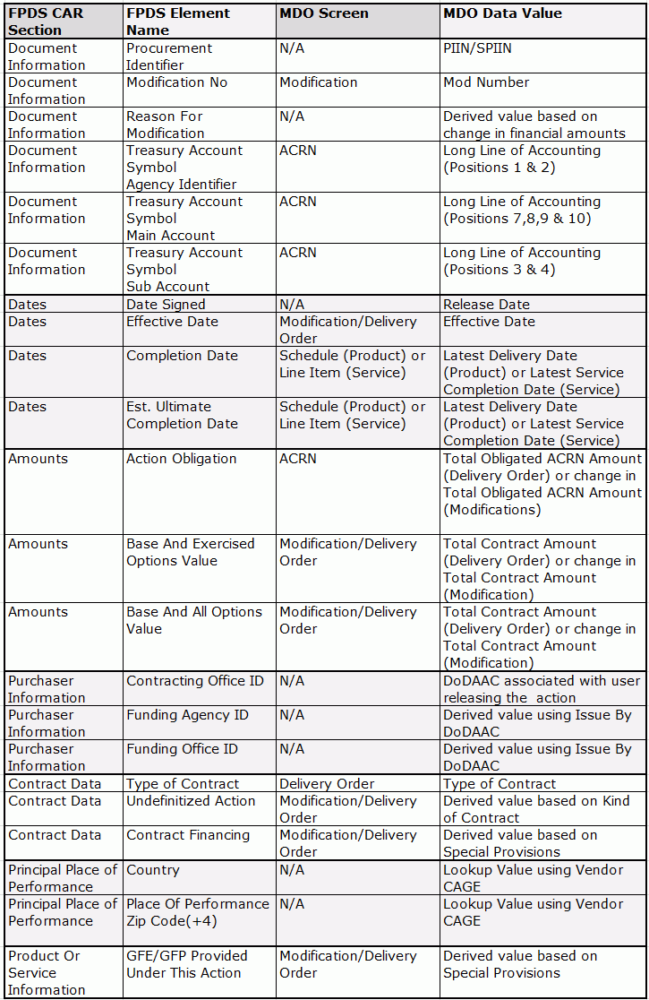 FPDS CAR Section | FPDS Element Name | MDO Screen | MDO Data Value
Document Information | Procurement Identifier | N/A | PIIN/SPIIN
Document Information | Modification No | Modification | Mod Number
Document Information | Reason For Modification | N/A | Derived value based on change in financial amounts
Document Information | Treasury Account Symbol Agency Identifier | ACRN | Long Line of Accounting (Positions 1 & 2)
Document Information | Treasury Account Symbol Main Account | ACRN | Long Line of Accounting (Positions 7,8,9 & 10)
Document Information | Treasury Account Symbol Sub Account | ACRN | Long Line of Accounting (Positions 3 & 4)
Dates | Date Signed | N/A | Release Date
Dates | Effective Date | Modification/Delivery Order | Effective Date
Dates | Completion Date | Schedule (Product) or Line Item (Service) | Latest Delivery Date (Product) or Latest Service Completion Date (Service)
Dates | Est. Ultimate Completion Date | Schedule (Product) or Line Item (Service) | Latest Delivery Date (Product) or Latest Service Completion Date (Service)
Amounts | Action Obligation | ACRN | Total Obligated ACRN Amount (Delivery Order) or change in Total Obligated ACRN Amount (Modifications)
Amounts | Base And Exercised Options Value | Modification/Delivery Order | Total Contract Amount (Delivery Order) or change in Total Contract Amount (Modification)
Amounts | Base And All Options Value | Modification/Delivery Order | Total Contract Amount (Delivery Order) or change in Total Contract Amount (Modification)
Purchaser Information | Contracting Office ID | N/A | DoDAAC associated with user releasing the action
Purchaser Information | Funding Agency ID | N/A | Derived value using Issue By DoDAAC
Purchaser Information | Funding Office ID | N/A | Derived value using Issue By DoDAAC
Contract Data | Type of Contract | Delivery Order | Type of Contract
Contract Data | Undefinitized Action | Modification/Delivery Order | Derived value based on Kind of Contract
Contract Data | Contract Financing | Modification/Delivery Order | Derived value based on Special Provisions
Principal Place of Performance | Country | N/A | Lookup Value using Vendor CAGE
Principal Place of Performance | Place Of Performance Zip Code(+4) | N/A | Lookup Value using Vendor CAGE
Product Or Service Information | GFE/GFP Provided Under This Action | Modification/Delivery Order | Derived value based on Special Provisions